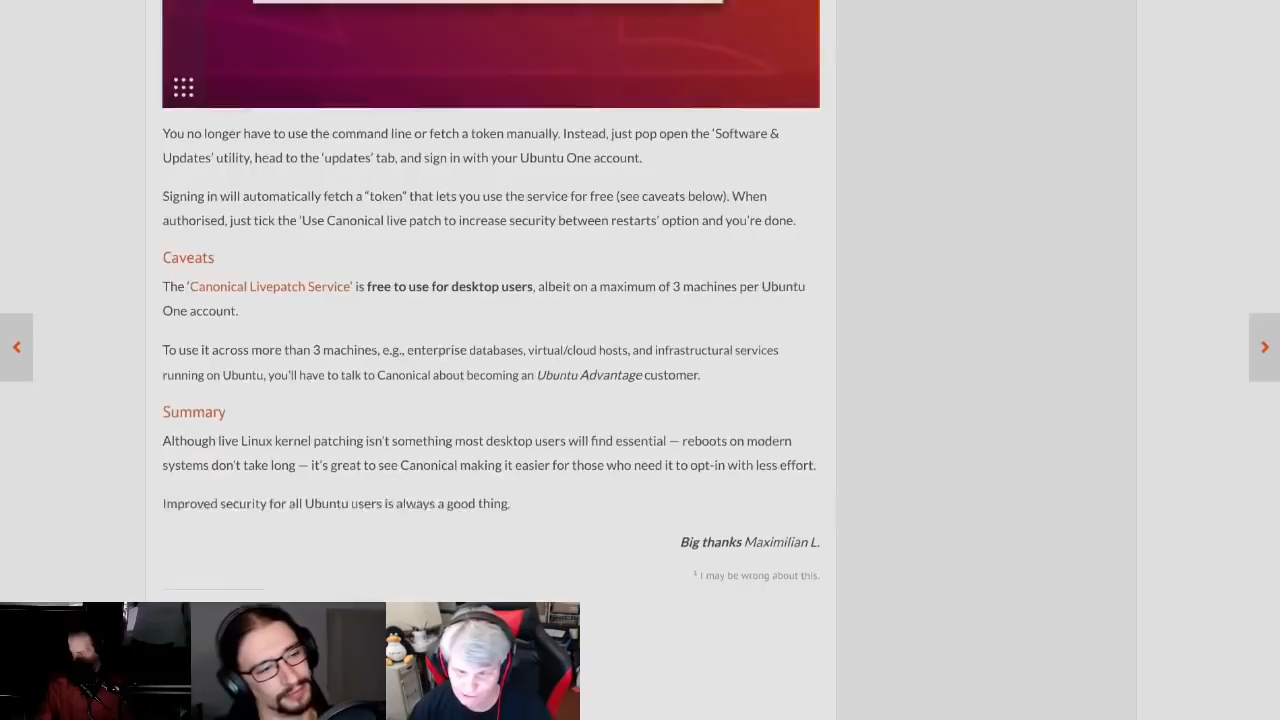 You no longer have to use the command line or fetch a token manually. Instead, just pop open the ‘Software &
Updates’ utility, head to the ‘updates’ tab, and sign in with your Ubuntu One account.
Signing in will automatically fetch a “token” that lets you use the service for free (see caveats below). When
authorised, just tick the ‘Use Canonical live patch to increase security between restarts’ option and you’re done.
Caveats
The ‘Canonical Livepatch Service’ is free to use for desktop users, albeit on a maximum of 3 machines per Ubuntu
One account.
To use it across more than 3 machines, e.g., enterprise databases, virtual/cloud hosts, and infrastructural services
running on Ubuntu, you’ll have to talk to Canonical about becoming an Ubuntu Advantage customer.
Summary
Although live Linux kernel patching isn’t something most desktop users will find essential — reboots on modern
systems don’t take long — it’s great to see Canonical making it easier for those who need it to opt-in with less effort.
Improved security for all Ubuntu users is always a good thing.
Big thanks Maximilian L.
¹ I may be wrong about this.